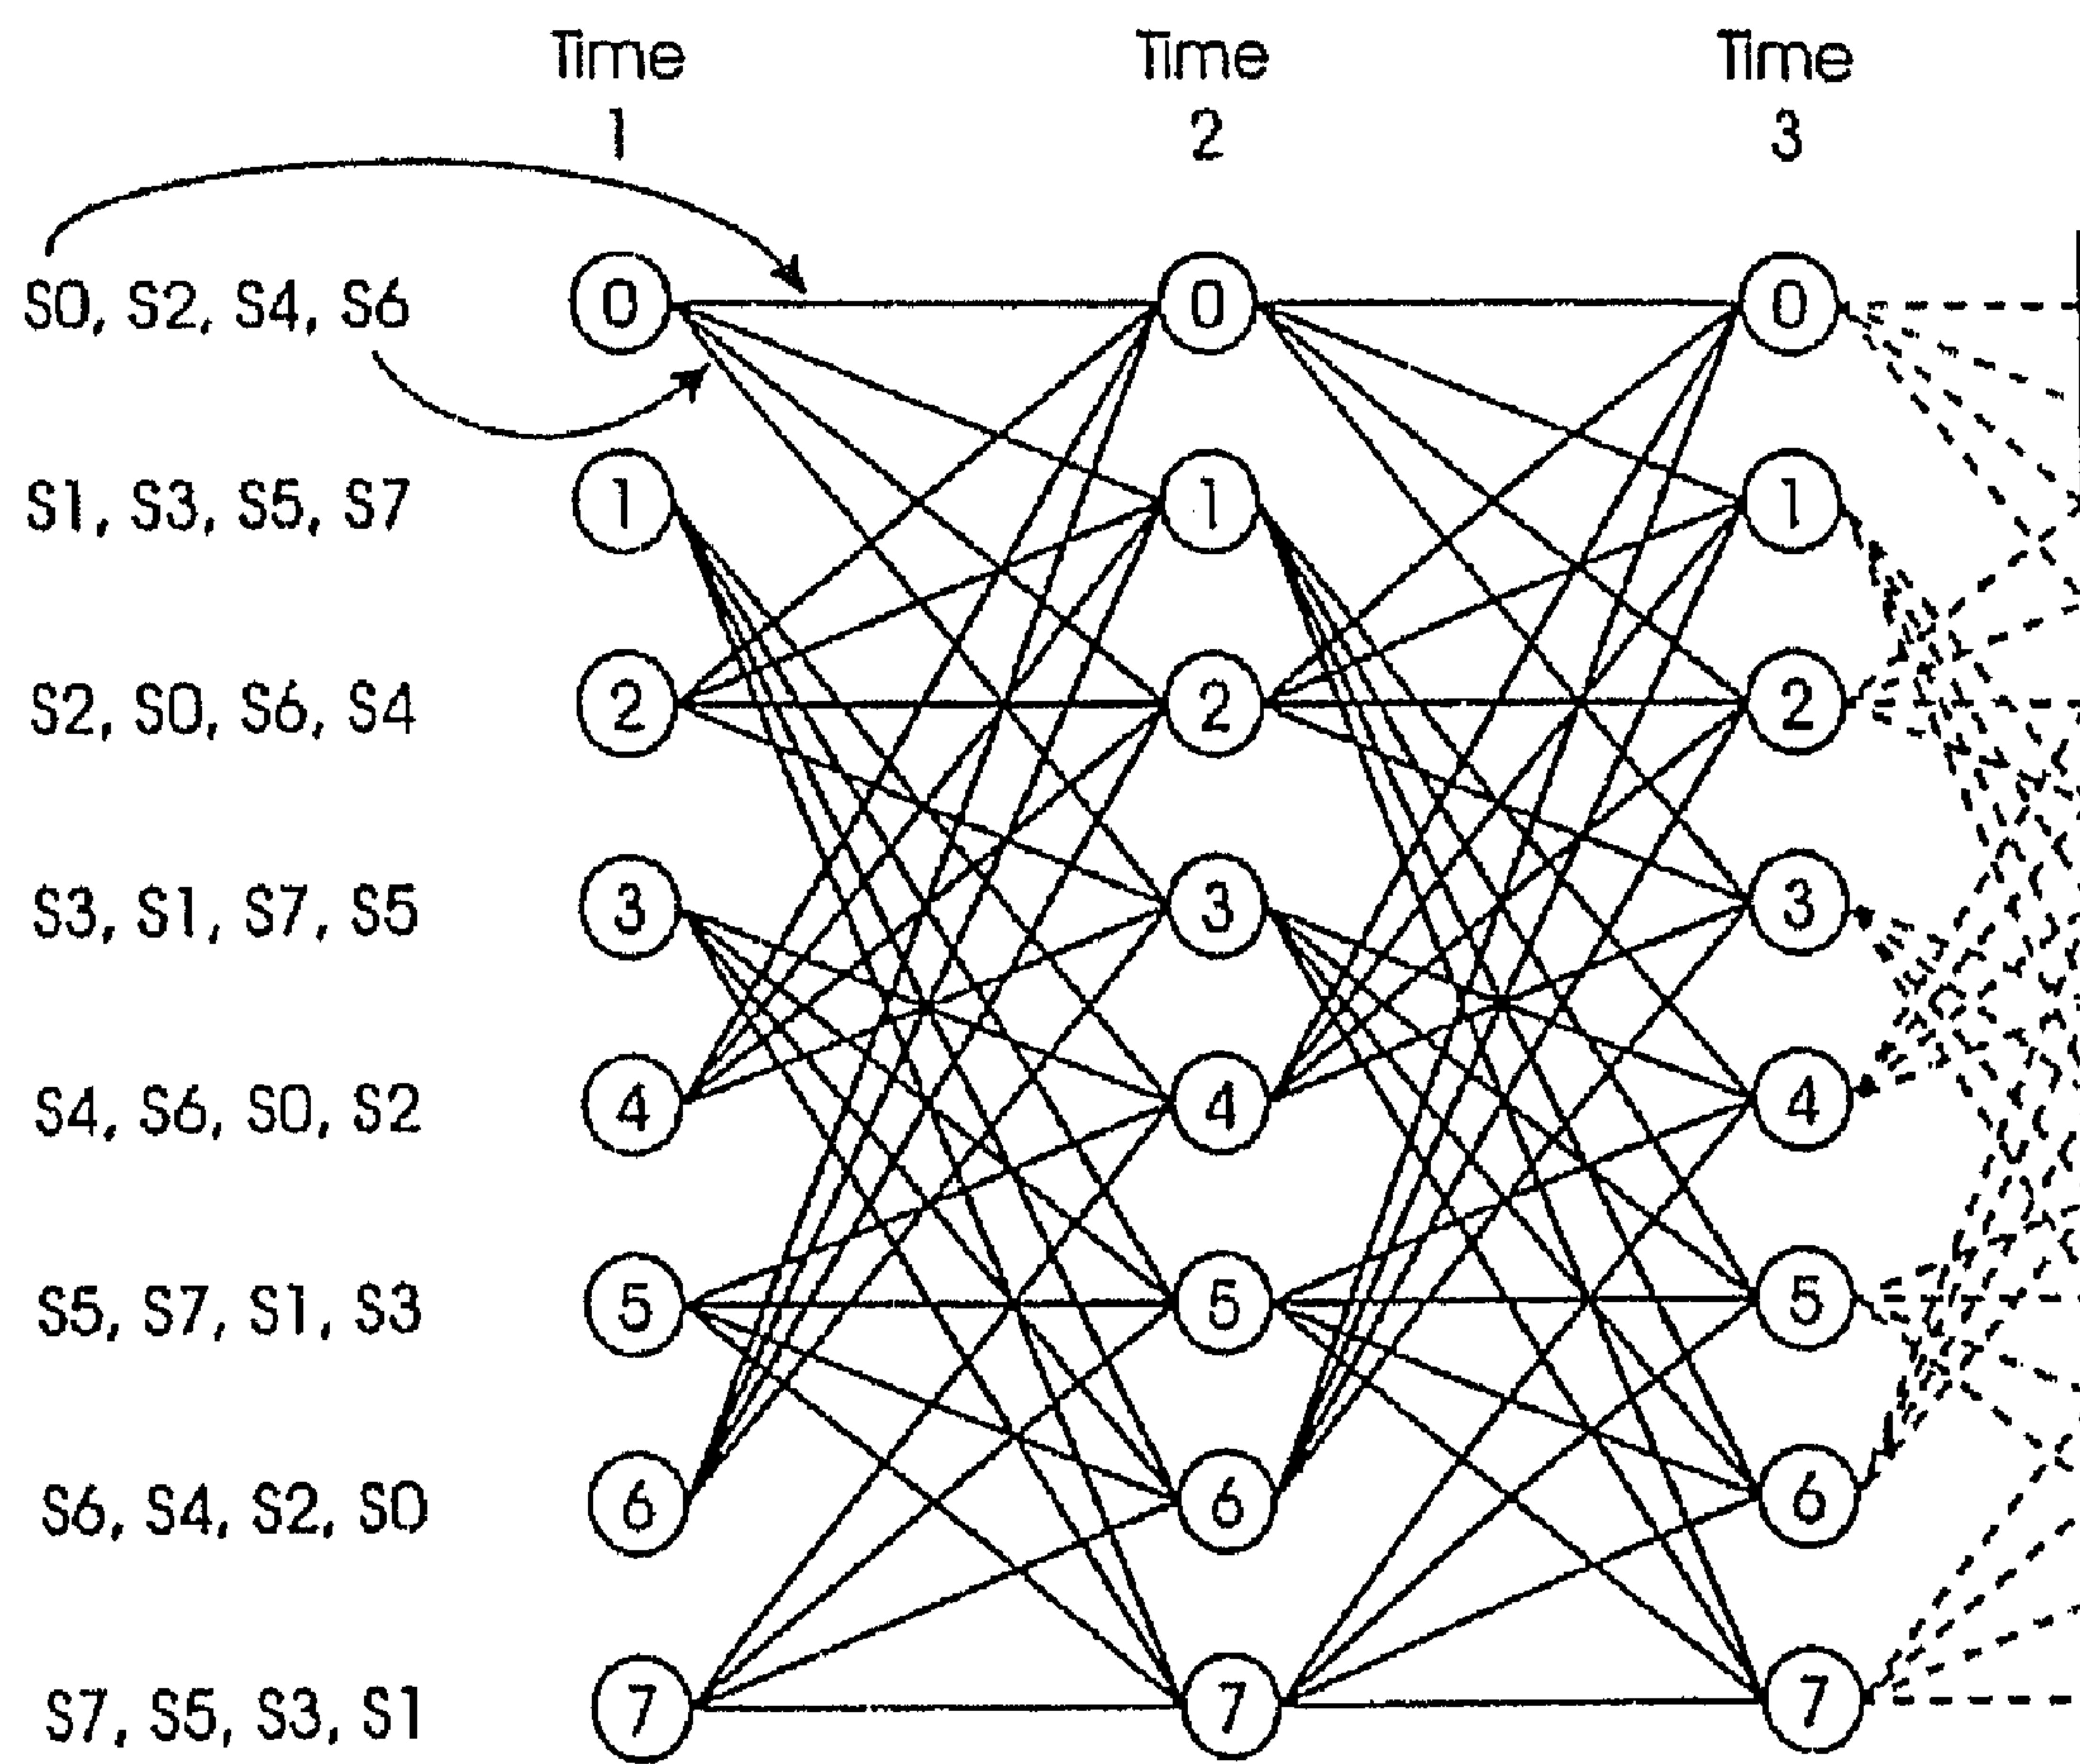 Time Time Time
1 2 3
S0, S2, S4, S6 0 0 0
S1, S3, S5, S7 1 1 1
S2, S0, S6, S4 2 2 2
S3, S1, S7, S5 3 3 3
S4, S6, S0, S2 4 4 4
S5, S7, S1, S3 5 5 5
S6, S4, S2, S0 6 6 6
S7, S5, S3, S1 7 7 7